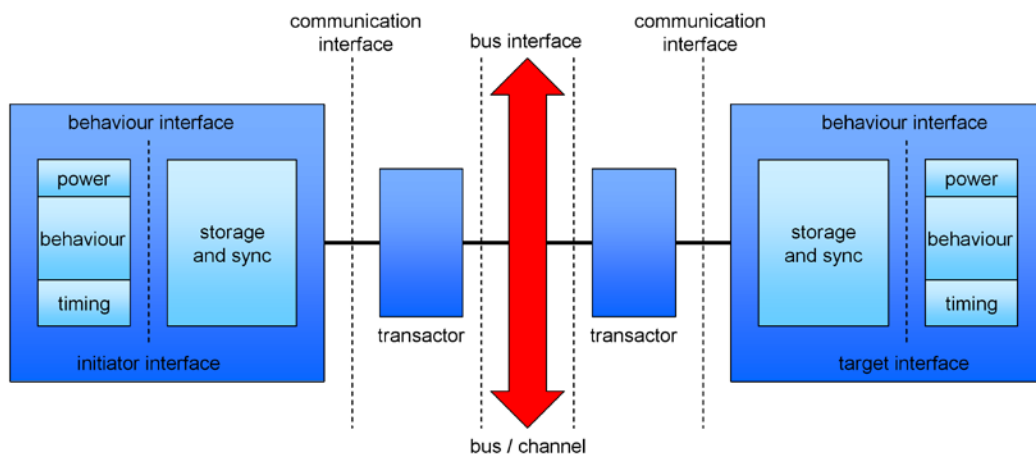 communication
interface
bus interface
communication
interface
behaviour interface
power
behaviour
timing
storage
and sync
initiator interface
transactor
transactor
behaviour interface
storage
and sync
power
behaviour
timing
target interface
bus / channel